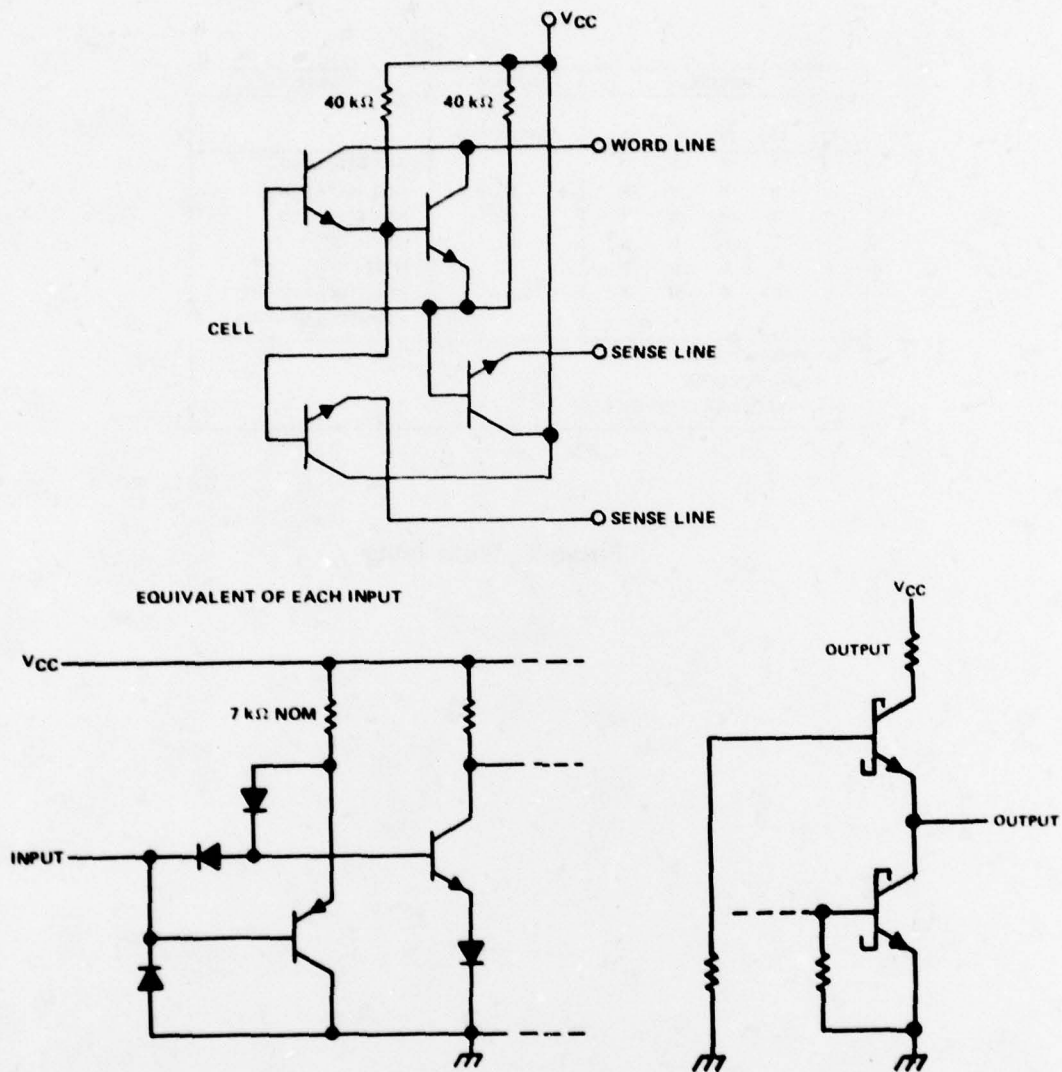 VCC
40 kΩ 40 kΩ
WORD LINE
CELL
SENSE LINE
SENSE LINE
EQUIVALENT OF EACH INPUT
VCC
7 kΩ NOM
INPUT
VCC
OUTPUT
OUTPUT